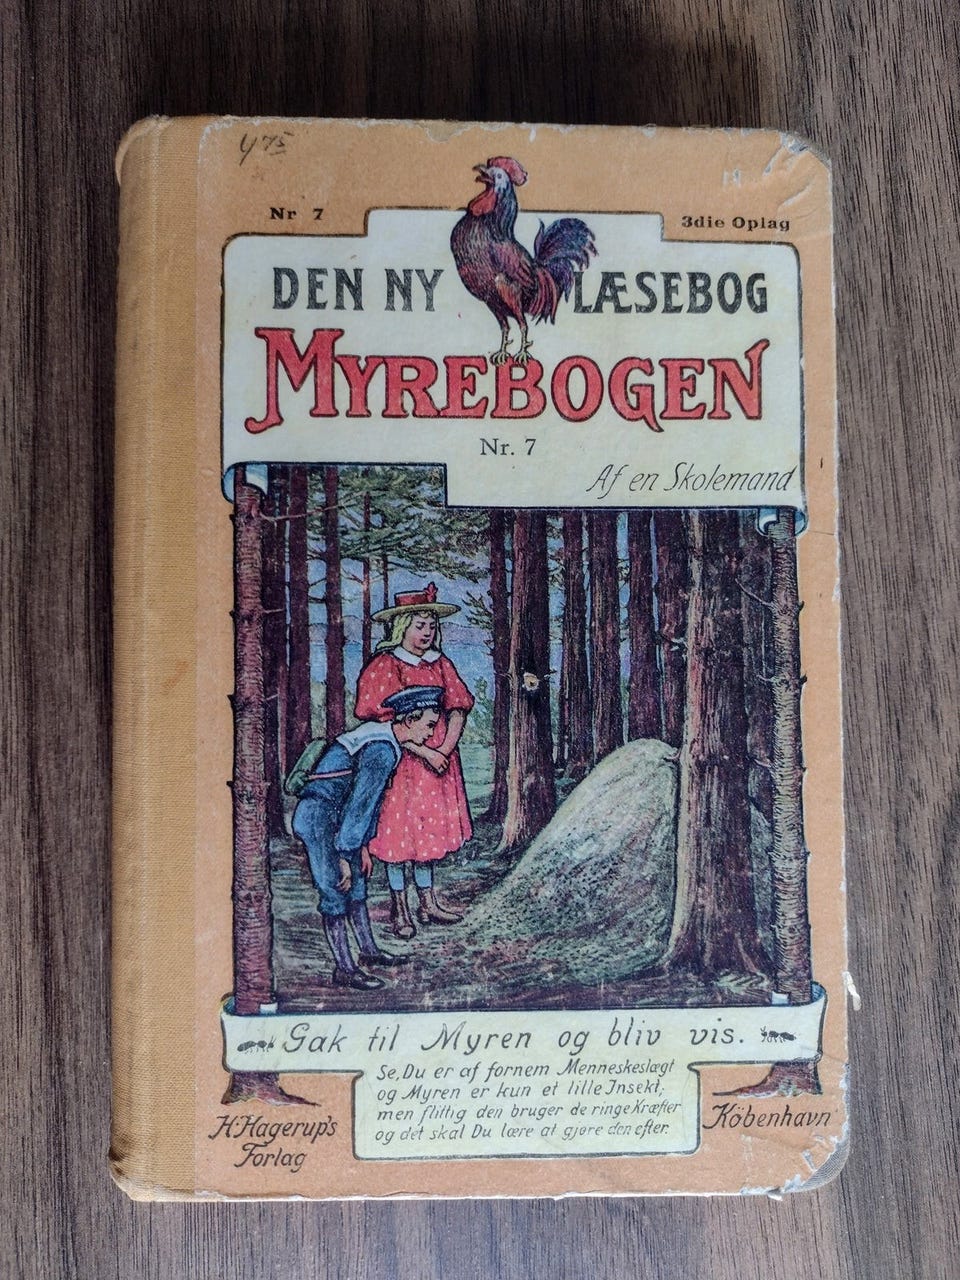 475
Nr 7
3die Oplag
DEN NY LÆSEBOG
MYREBOGEN
Nr. 7
Af en Skolemand
Gak til Myren og bliv vis.
Se, Du er af fornem Menneskeslægt
og Myren er kun et lille Insekt;
men flittig den bruger de ringe Kræfter
og det skal Du lære at gjøre den efter.
H. Hagerup's
Forlag
Köbenhavn